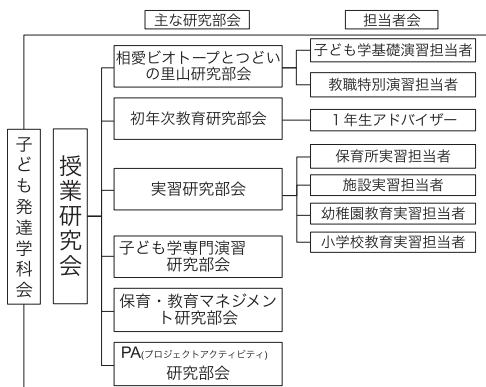 主な研究部会
担当者会
子ども発達学科会
授業研究会
相愛ビオトープとつどい
の里山研究部会
子ども学基礎演習担当者
教職特別演習担当者
初年次教育研究部会
1年生アドバイザー
実習研究部会
保育所実習担当者
施設実習担当者
幼稚園教育実習担当者
小学校教育実習担当者
子ども学専門演習
研究部会
保育・教育マネジメン
ト研究部会
PA(プロジェクトアクティビティ)
研究部会